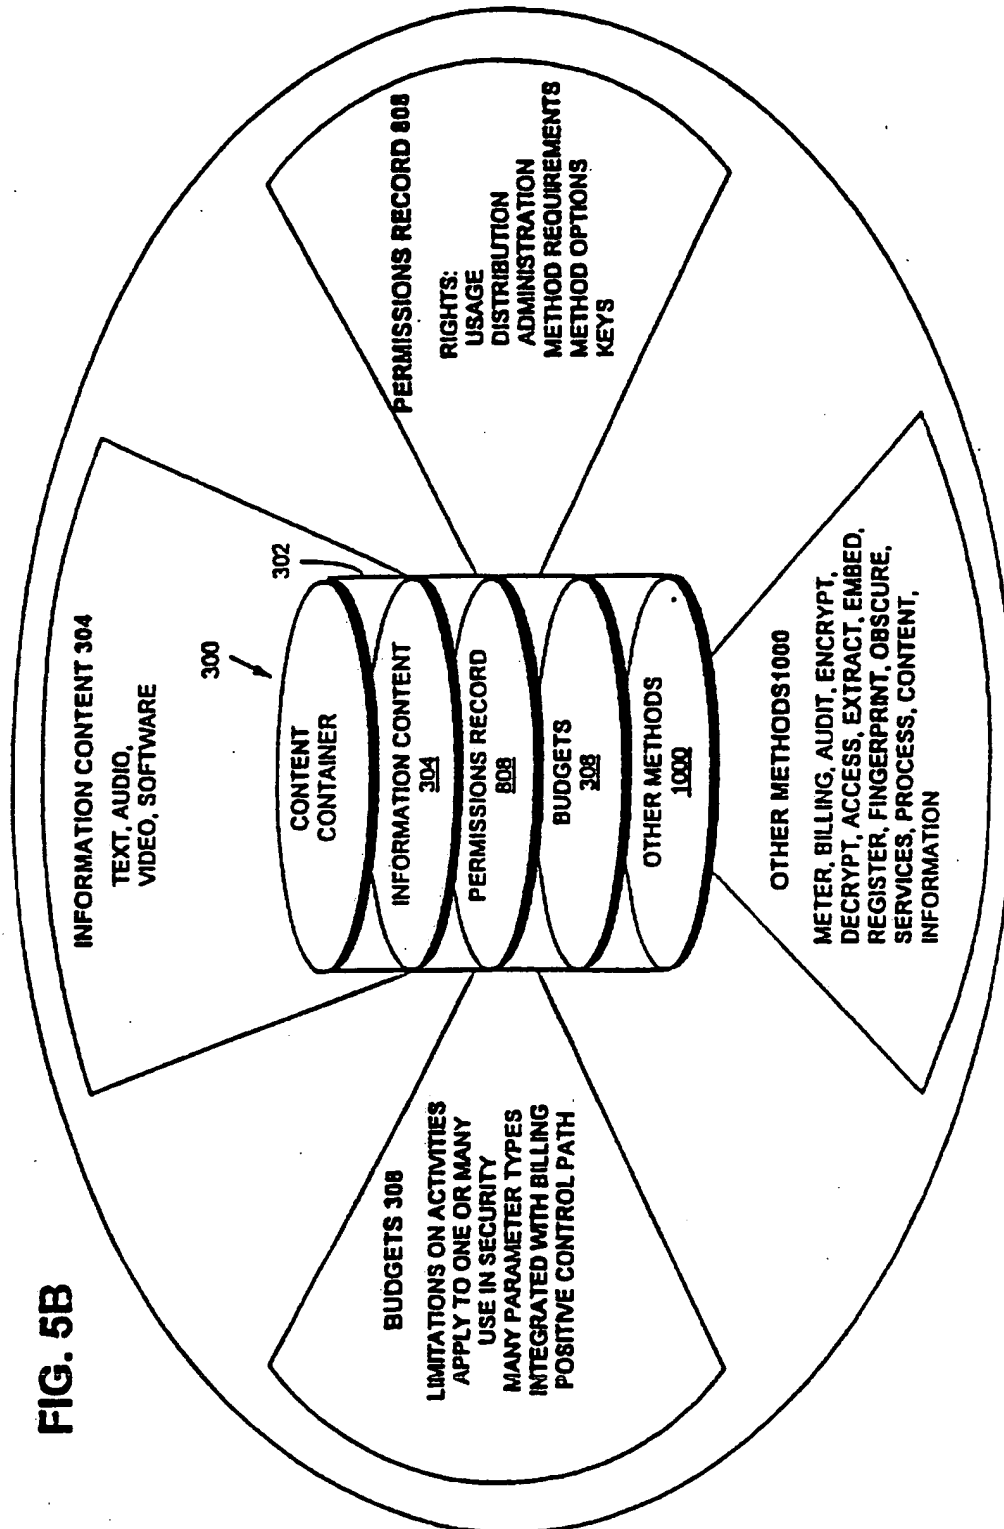 FIG. 5B
INFORMATION CONTENT 304
TEXT, AUDIO,
VIDEO, SOFTWARE
300
302
CONTENT
CONTAINER
INFORMATION CONTENT
304
PERMISSIONS RECORD
808
BUDGETS
308
OTHER METHODS
1000
BUDGETS 308
LIMITATIONS ON ACTIVITIES
APPLY TO ONE OR MANY
USE IN SECURITY
MANY PARAMETER TYPES
INTEGRATED WITH BILLING
POSITIVE CONTROL PATH
PERMISSIONS RECORD 808
RIGHTS:
USAGE
DISTRIBUTION
ADMINISTRATION
METHOD REQUIREMENTS
METHOD OPTIONS
KEYS
OTHER METHODS1000
METER, BILLING, AUDIT, ENCRYPT,
DECRYPT, ACCESS, EXTRACT, EMBED,
REGISTER, FINGERPRINT, OBSCURE,
SERVICES, PROCESS, CONTENT,
INFORMATION